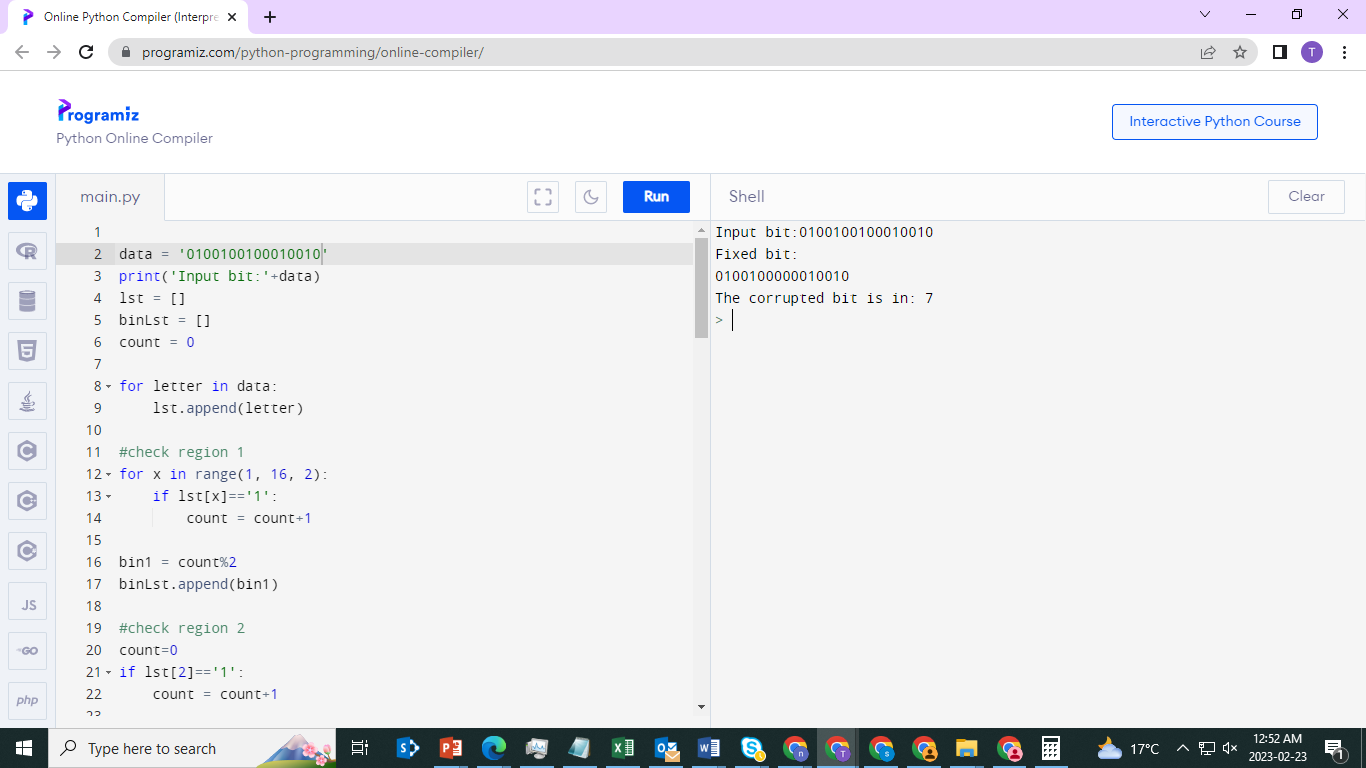 Online Python Compiler (Interpre
programiz.com/python-programming/online-compiler/
T
Programiz
Python Online Compiler
Interactive Python Course
main.py
Run
Shell
Clear
1
2 data = '0100100100010010'
3 print('Input bit:'+data)
4 lst = []
5 binLst = []
6 count = 0
7
8 for letter in data:
9 lst.append(letter)
10
11 #check region 1
12 for x in range(1, 16, 2):
13 if lst[x]=='1':
14 count = count+1
15
16 bin1 = count%2
17 binLst.append(bin1)
18
19 #check region 2
20 count=0
21 if lst[2]=='1':
22 count = count+1
23
Input bit:0100100100010010
Fixed bit:
0100100000010010
The corrupted bit is in: 7
>
JS
GO
php
Type here to search
17°C
12:52 AM
2023-02-23
1